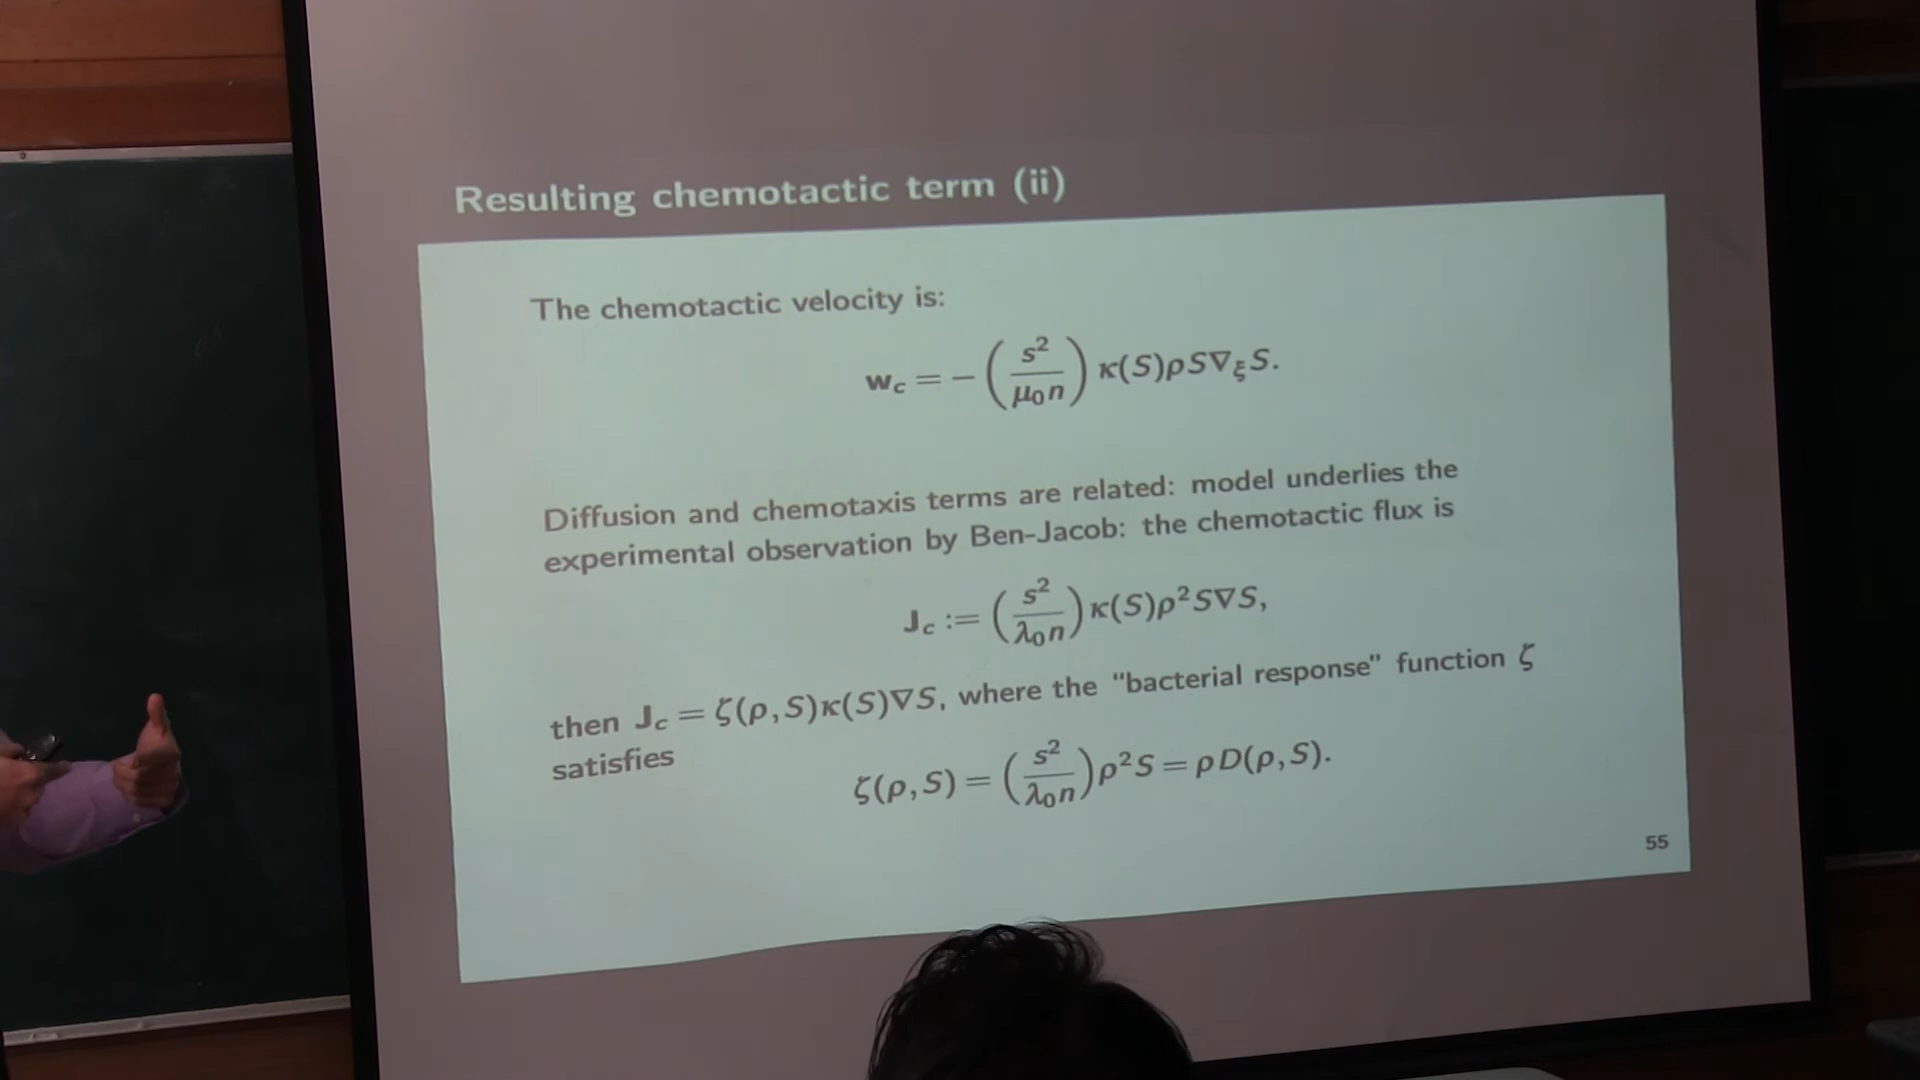 Resulting chemotactic term (ii)
The chemotactic velocity is:
w_c = − ( s² / μ₀n ) κ(S)ρS∇_ξS.
Diffusion and chemotaxis terms are related: model underlies the
experimental observation by Ben-Jacob: the chemotactic flux is
J_c := ( s² / λ₀n ) κ(S)ρ²S∇S,
then J_c = ζ(ρ,S)κ(S)∇S, where the "bacterial response" function ζ
satisfies
ζ(ρ,S) = ( s² / λ₀n ) ρ²S = ρD(ρ,S).
55